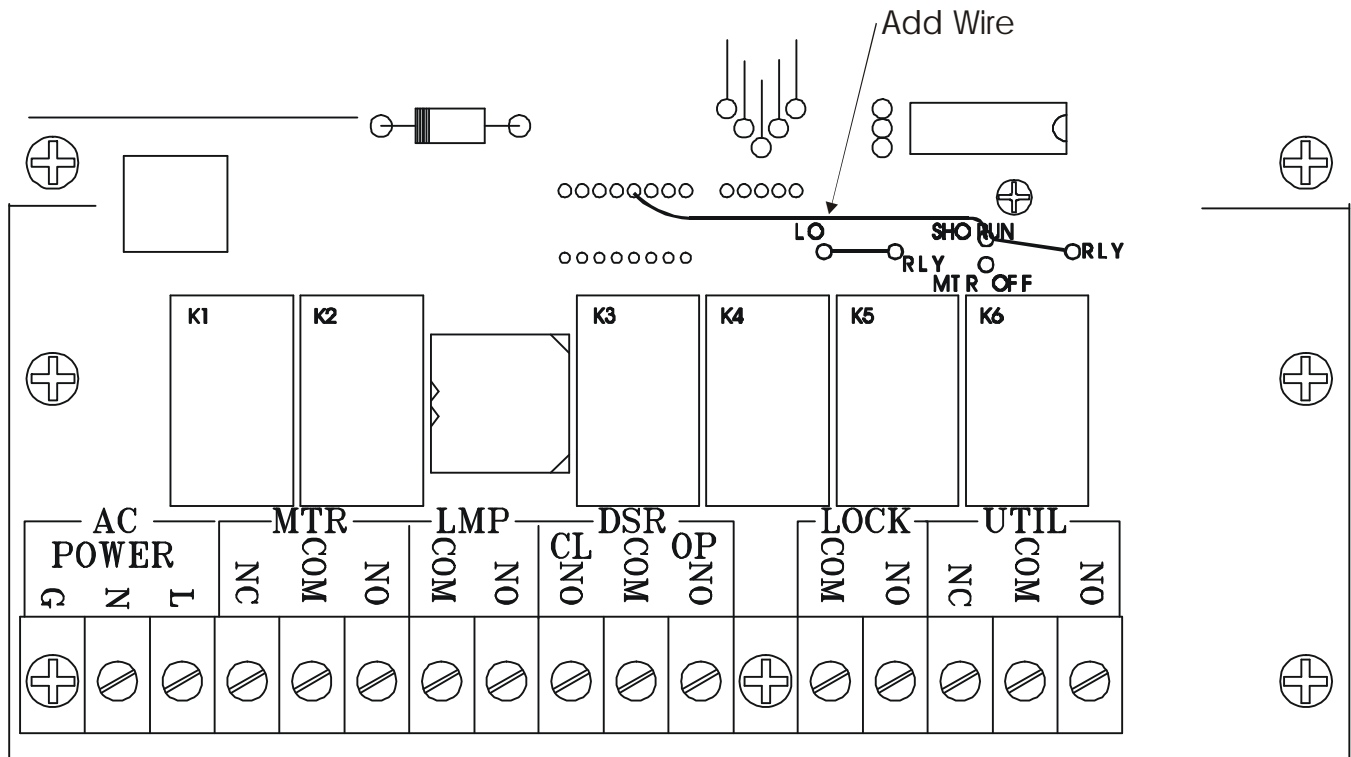 Add Wire
LO
SHO RUN
RLY
RLY
MTR OFF
K1
K2
K3
K4
K5
K6
AC POWER
MTR
LMP
DSR
LOCK
UTIL
CL
OP
G
N
L
NC
COM
NO
COM
NO
NO
COM
NO
COM
NO
NC
COM
NO